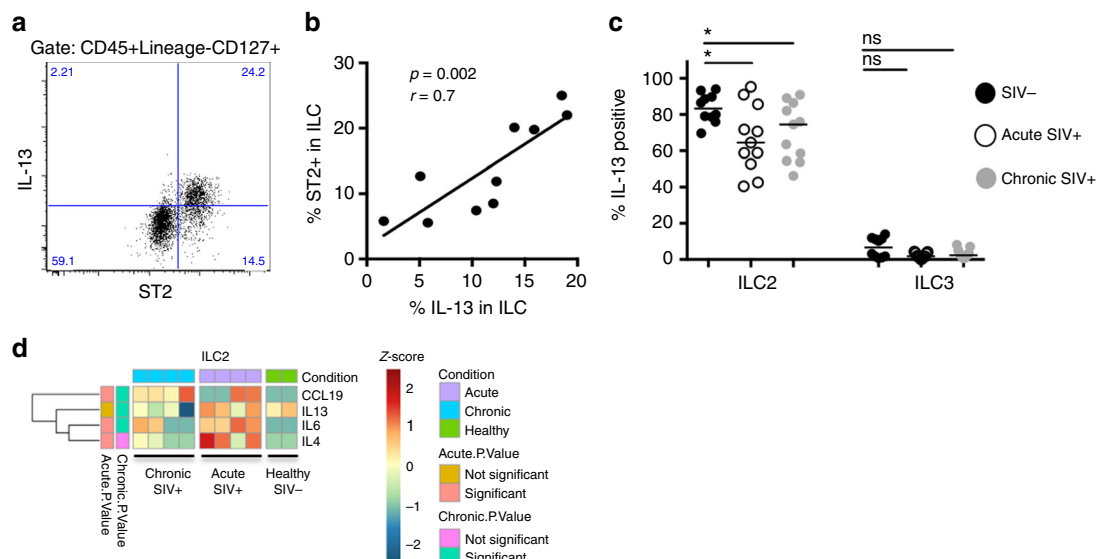 a
Gate: CD45+Lineage-CD127+
2.21
24.2
59.1
14.5
IL-13
ST2
b
30
20
10
0
p = 0.002
r = 0.7
% ST2+ in ILC
0 5 10 15 20
% IL-13 in ILC
c
*
*
ns
ns
100
80
60
40
20
0
% IL-13 positive
ILC2 ILC3
SIV–
Acute SIV+
Chronic SIV+
d
ILC2
Condition
CCL19
IL13
IL6
IL4
Acute.P.Value
Chronic.P.Value
Chronic SIV+
Acute SIV+
Healthy SIV–
Z-score
2
1
0
–1
–2
Condition
Acute
Chronic
Healthy
Acute.P.Value
Not significant
Significant
Chronic.P.Value
Not significant
Significant